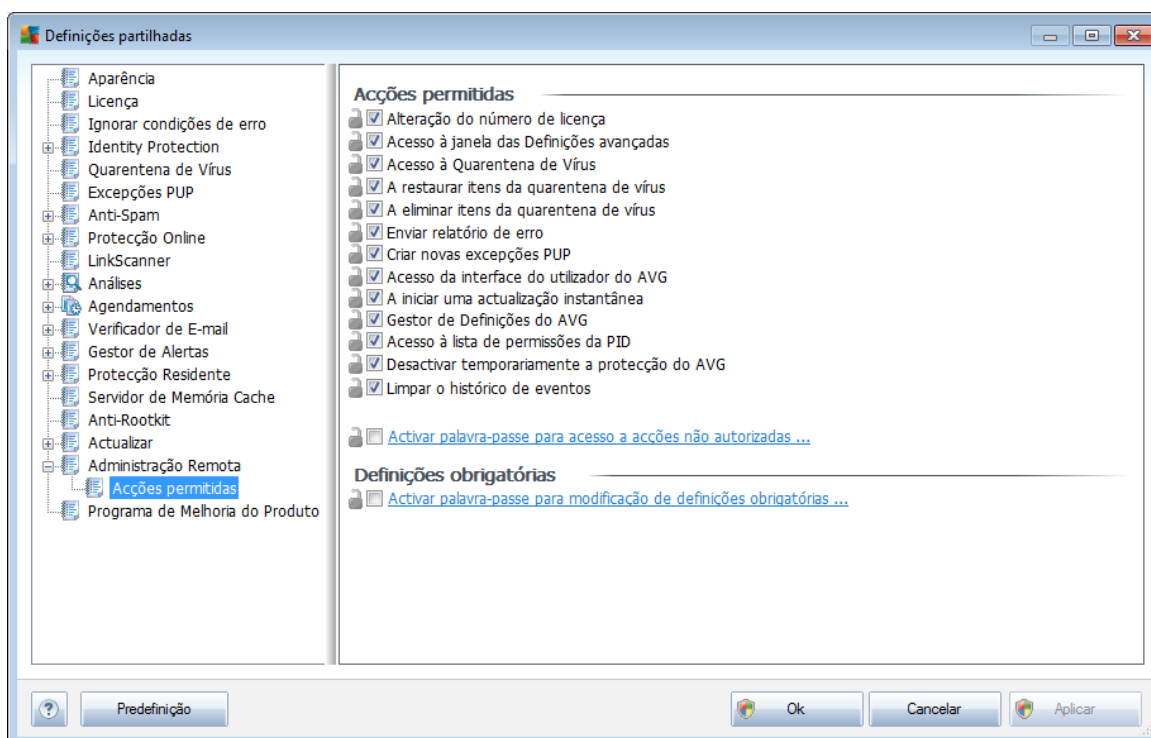 Definições partilhadas
Aparência
Licença
Ignorar condições de erro
Identity Protection
Quarentena de Vírus
Excepções PUP
Anti-Spam
Protecção Online
LinkScanner
Análises
Agendamentos
Verificador de E-mail
Gestor de Alertas
Protecção Residente
Servidor de Memória Cache
Anti-Rootkit
Actualizar
Administração Remota
Acções permitidas
Programa de Melhoria do Produto
Acções permitidas
Alteração do número de licença
Acesso à janela das Definições avançadas
Acesso à Quarentena de Vírus
A restaurar itens da quarentena de vírus
A eliminar itens da quarentena de vírus
Enviar relatório de erro
Criar novas excepções PUP
Acesso da interface do utilizador do AVG
A iniciar uma actualização instantânea
Gestor de Definições do AVG
Acesso à lista de permissões da PID
Desactivar temporariamente a protecção do AVG
Limpar o histórico de eventos
Activar palavra-passe para acesso a acções não autorizadas ...
Definições obrigatórias
Activar palavra-passe para modificação de definições obrigatórias ...
?
Predefinição
Ok
Cancelar
Aplicar